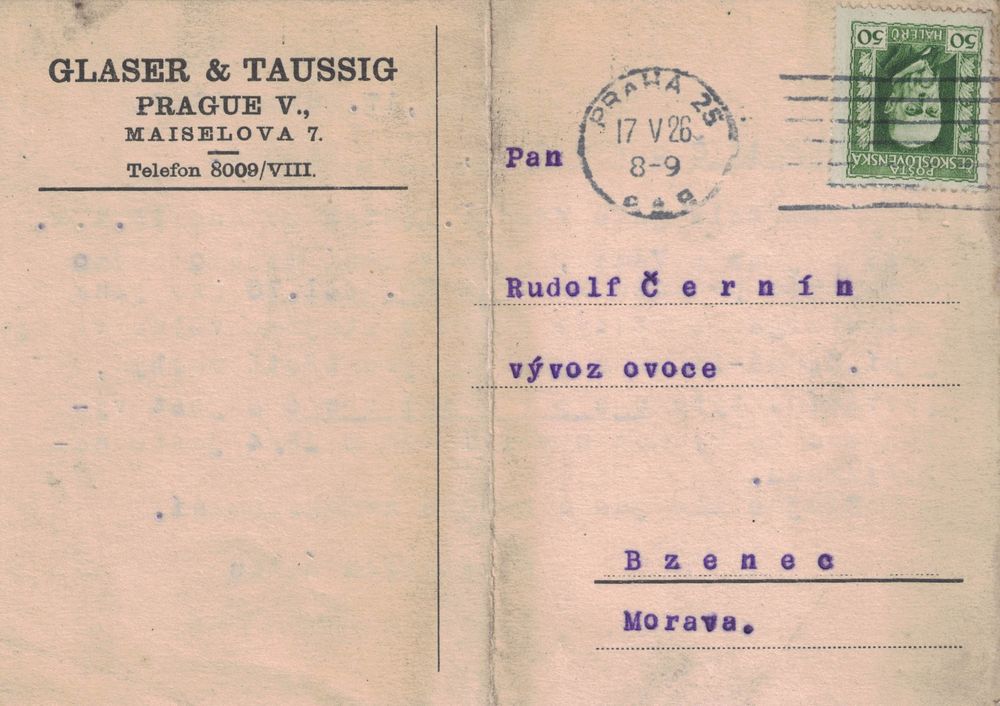 GLASER & TAUSSIG
PRAGUE V.,
MAISELOVA 7.
Telefon 8009/VIII.
PRAHA 25
17 V 26
8-9
50 HALÉŘŮ 50
POŠTA
ČESKOSLOVENSKÁ
Pan
Rudolf Černín
vývoz ovoce
Bzenec
Morava.